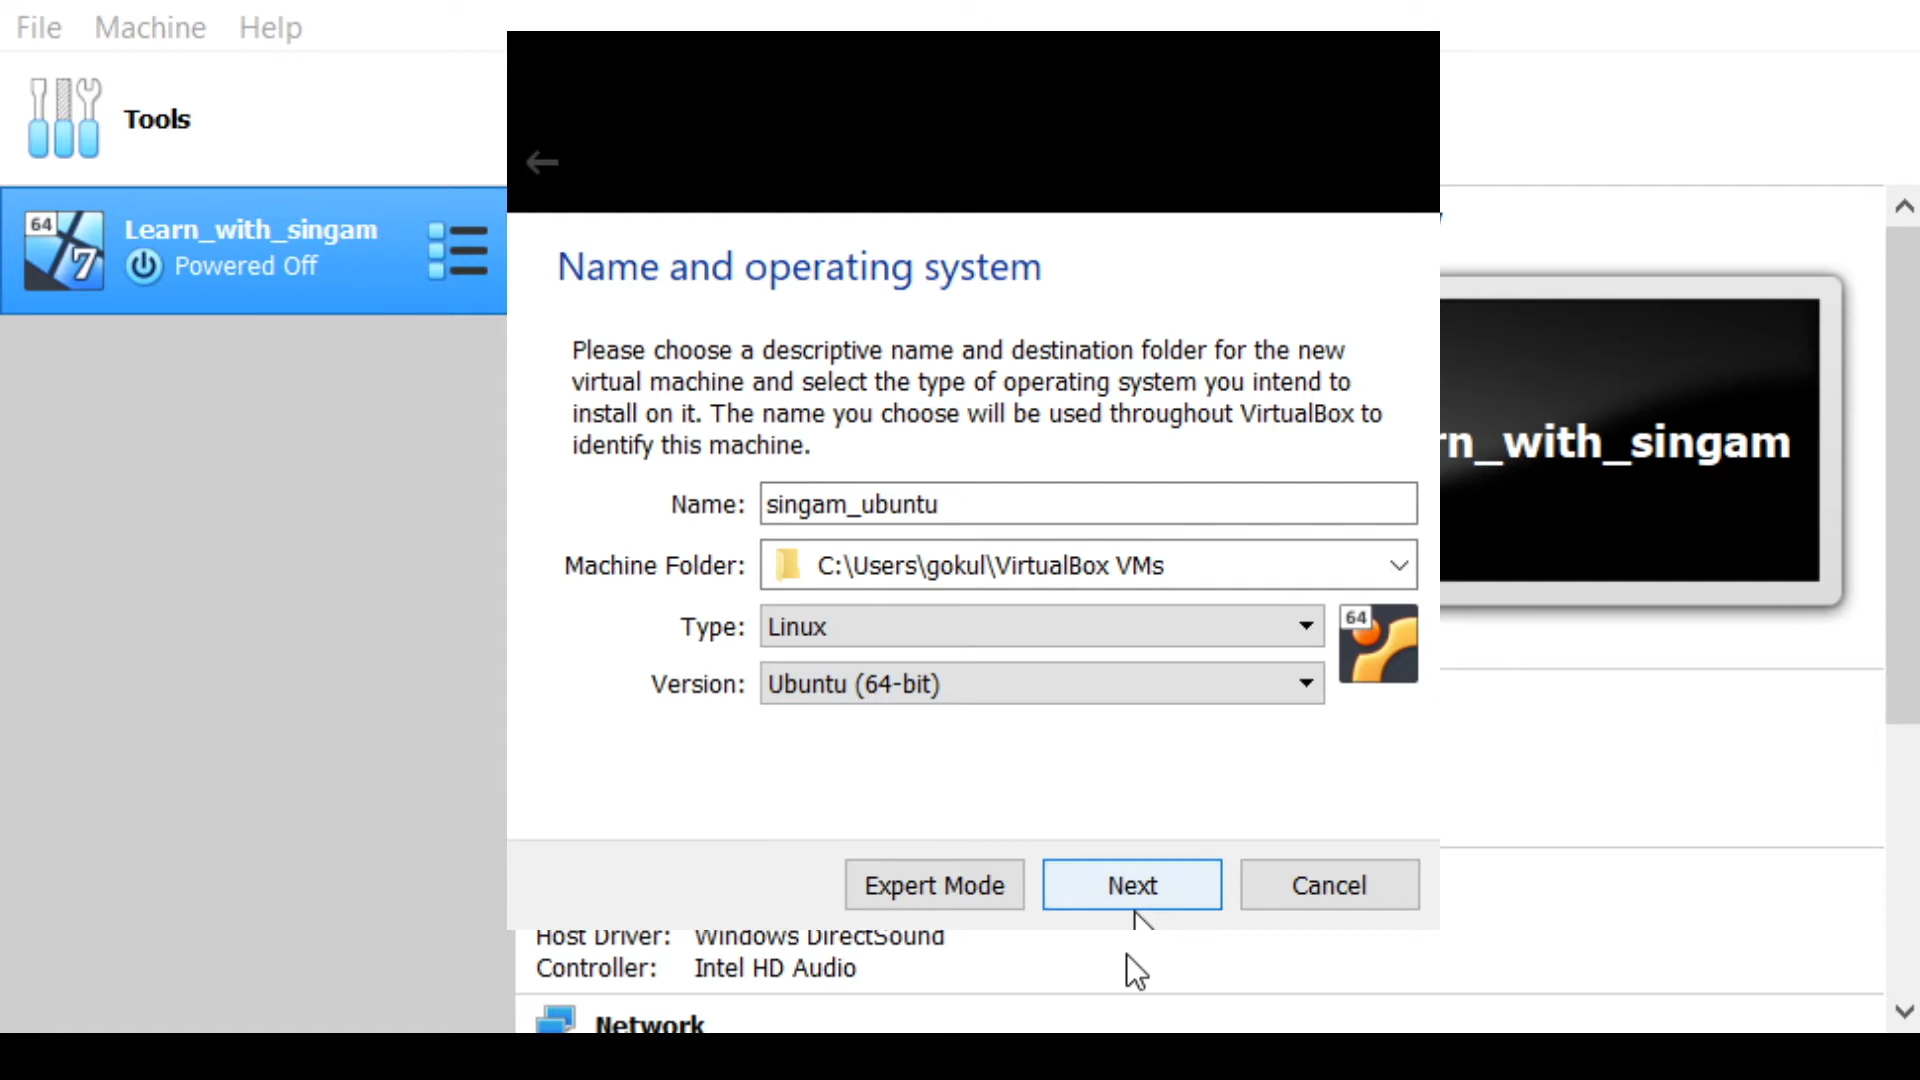 File Machine Help
Tools
64
7
Learn_with_singam
Powered Off
Name and operating system
Please choose a descriptive name and destination folder for the new
virtual machine and select the type of operating system you intend to
install on it. The name you choose will be used throughout VirtualBox to
identify this machine.
Name: singam_ubuntu
Machine Folder: C:\Users\gokul\VirtualBox VMs
Type: Linux
64
Version: Ubuntu (64-bit)
rn_with_singam
Expert Mode Next Cancel
Host Driver: Windows DirectSound
Controller: Intel HD Audio
Network